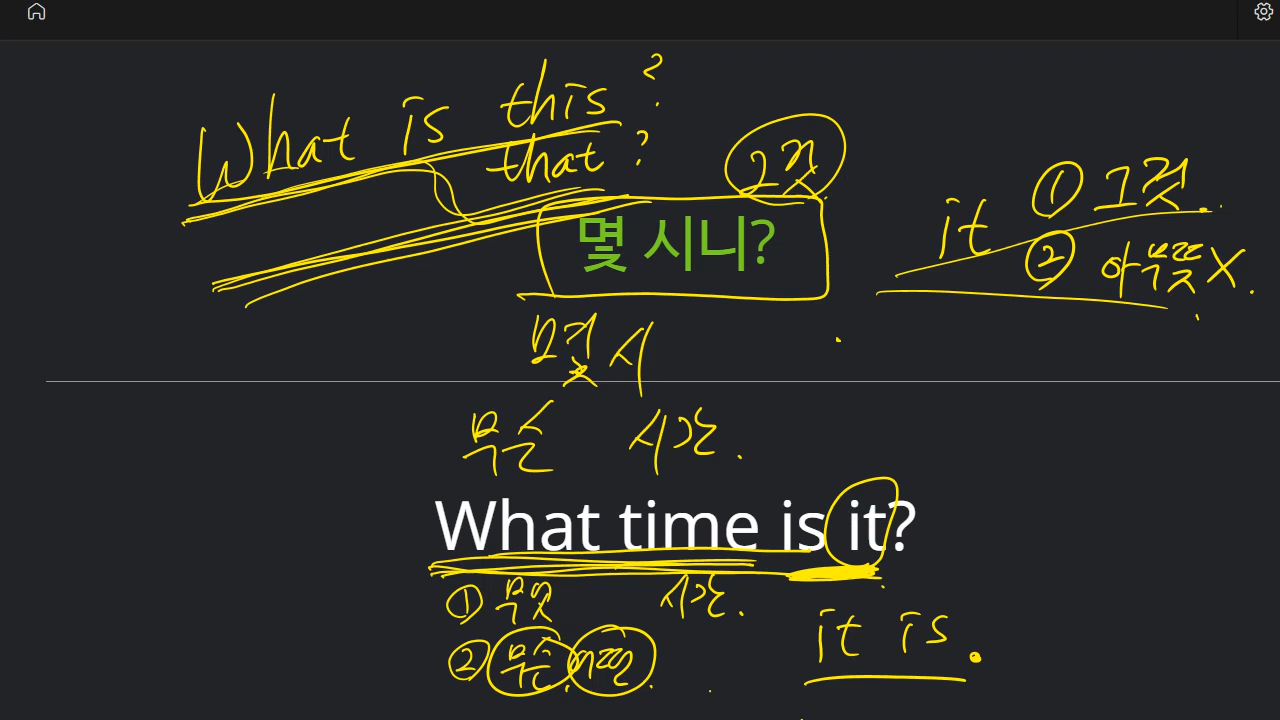 What is this ?
that ?
그것
it ① 그것.
② 아무뜻 X.
몇 시니?
몇 시
무슨 시간.
What time is it?
① 무엇 시간.
② 무슨, 어떤.
it is.